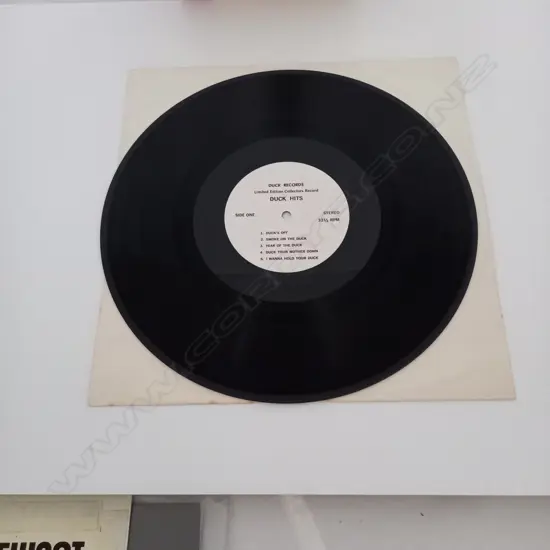 DUCK RECORDS
Limited Edition Collectors Record
DUCK HITS
SIDE ONE
STEREO
33⅓ RPM
1. DUCK'S OFF
2. SMOKE ON THE DUCK
3. YEAR OF THE DUCK
4. DUCK YOUR MOTHER DOWN
5. I WANNA HOLD YOUR DUCK